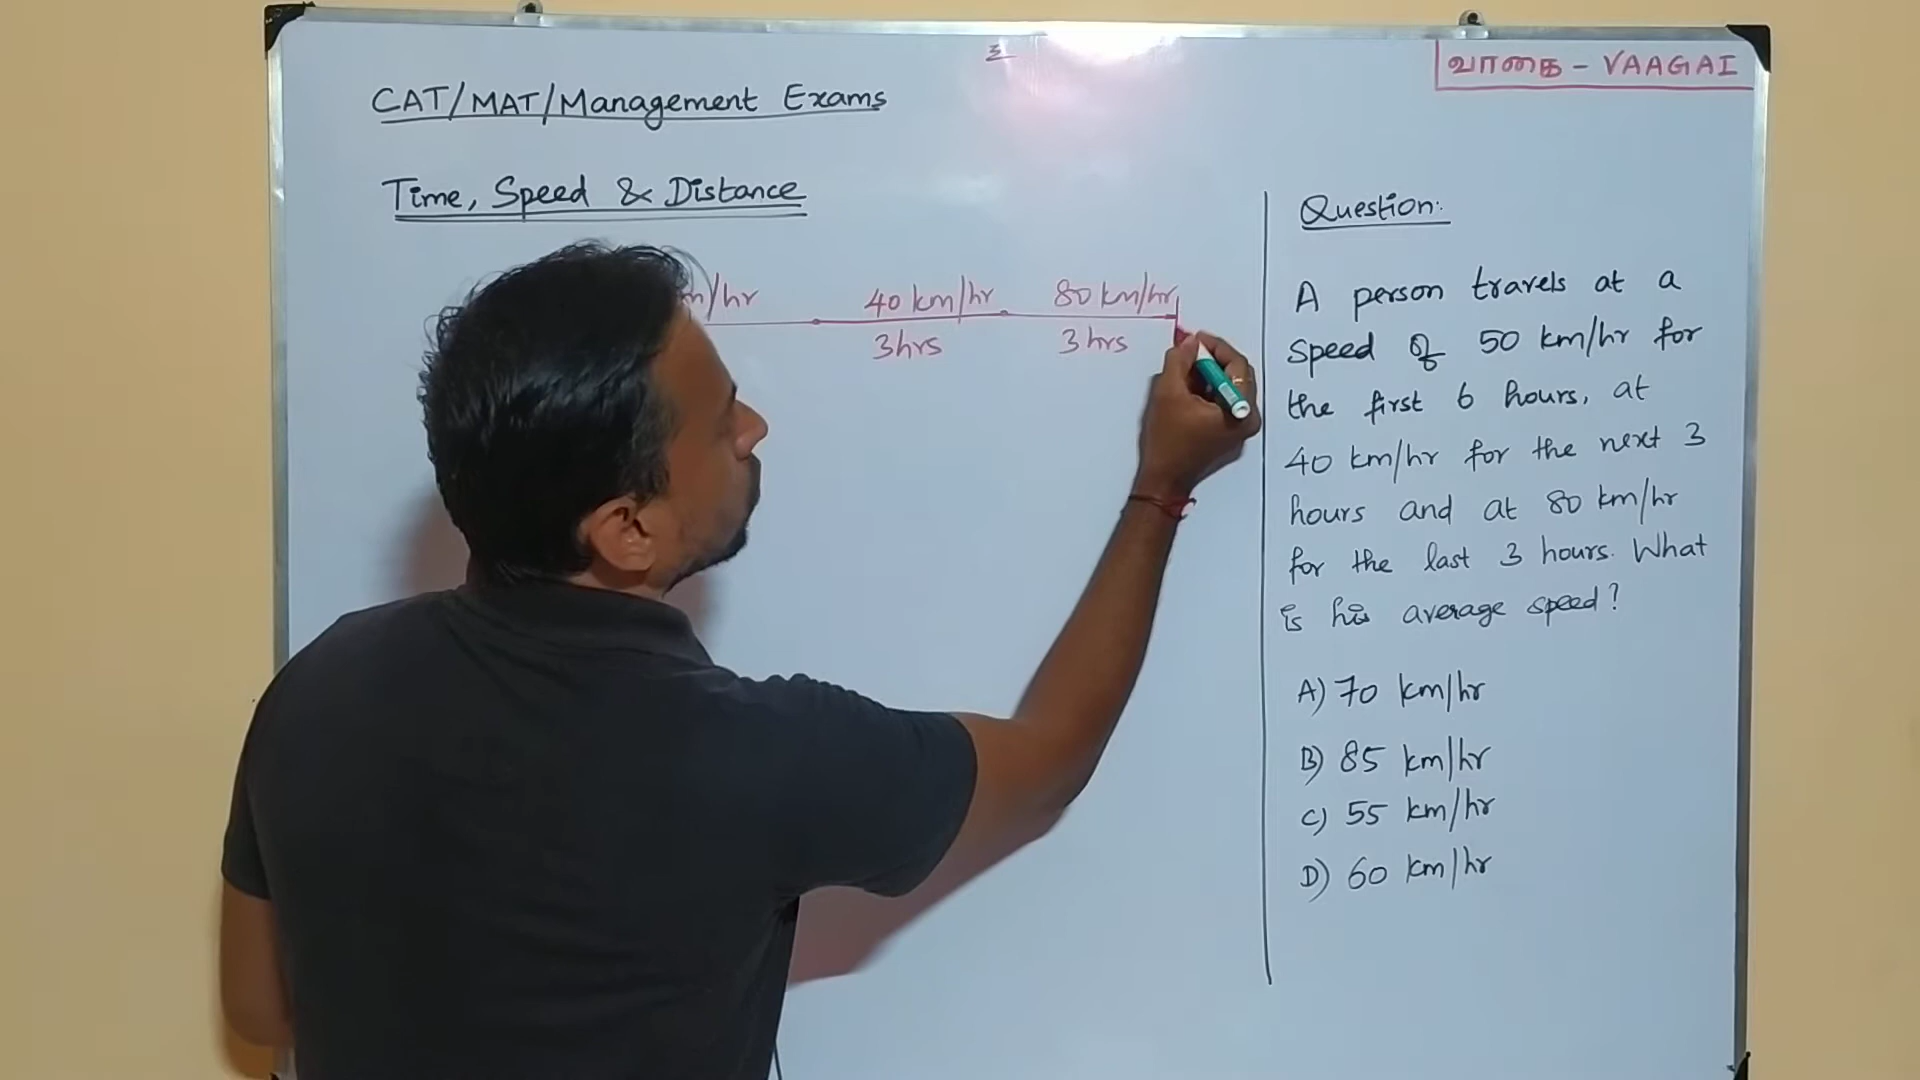 வாகை - VAAGAI
CAT/MAT/Management Exams
Time, Speed & Distance
/hr
40 km/hr
80 km/hr
3 hrs
3 hrs
Question:
A person travels at a
speed of 50 km/hr for
the first 6 hours, at
40 km/hr for the next 3
hours and at 80 km/hr
for the last 3 hours. What
is his average speed?
A) 70 km/hr
B) 85 km/hr
C) 55 km/hr
D) 60 km/hr